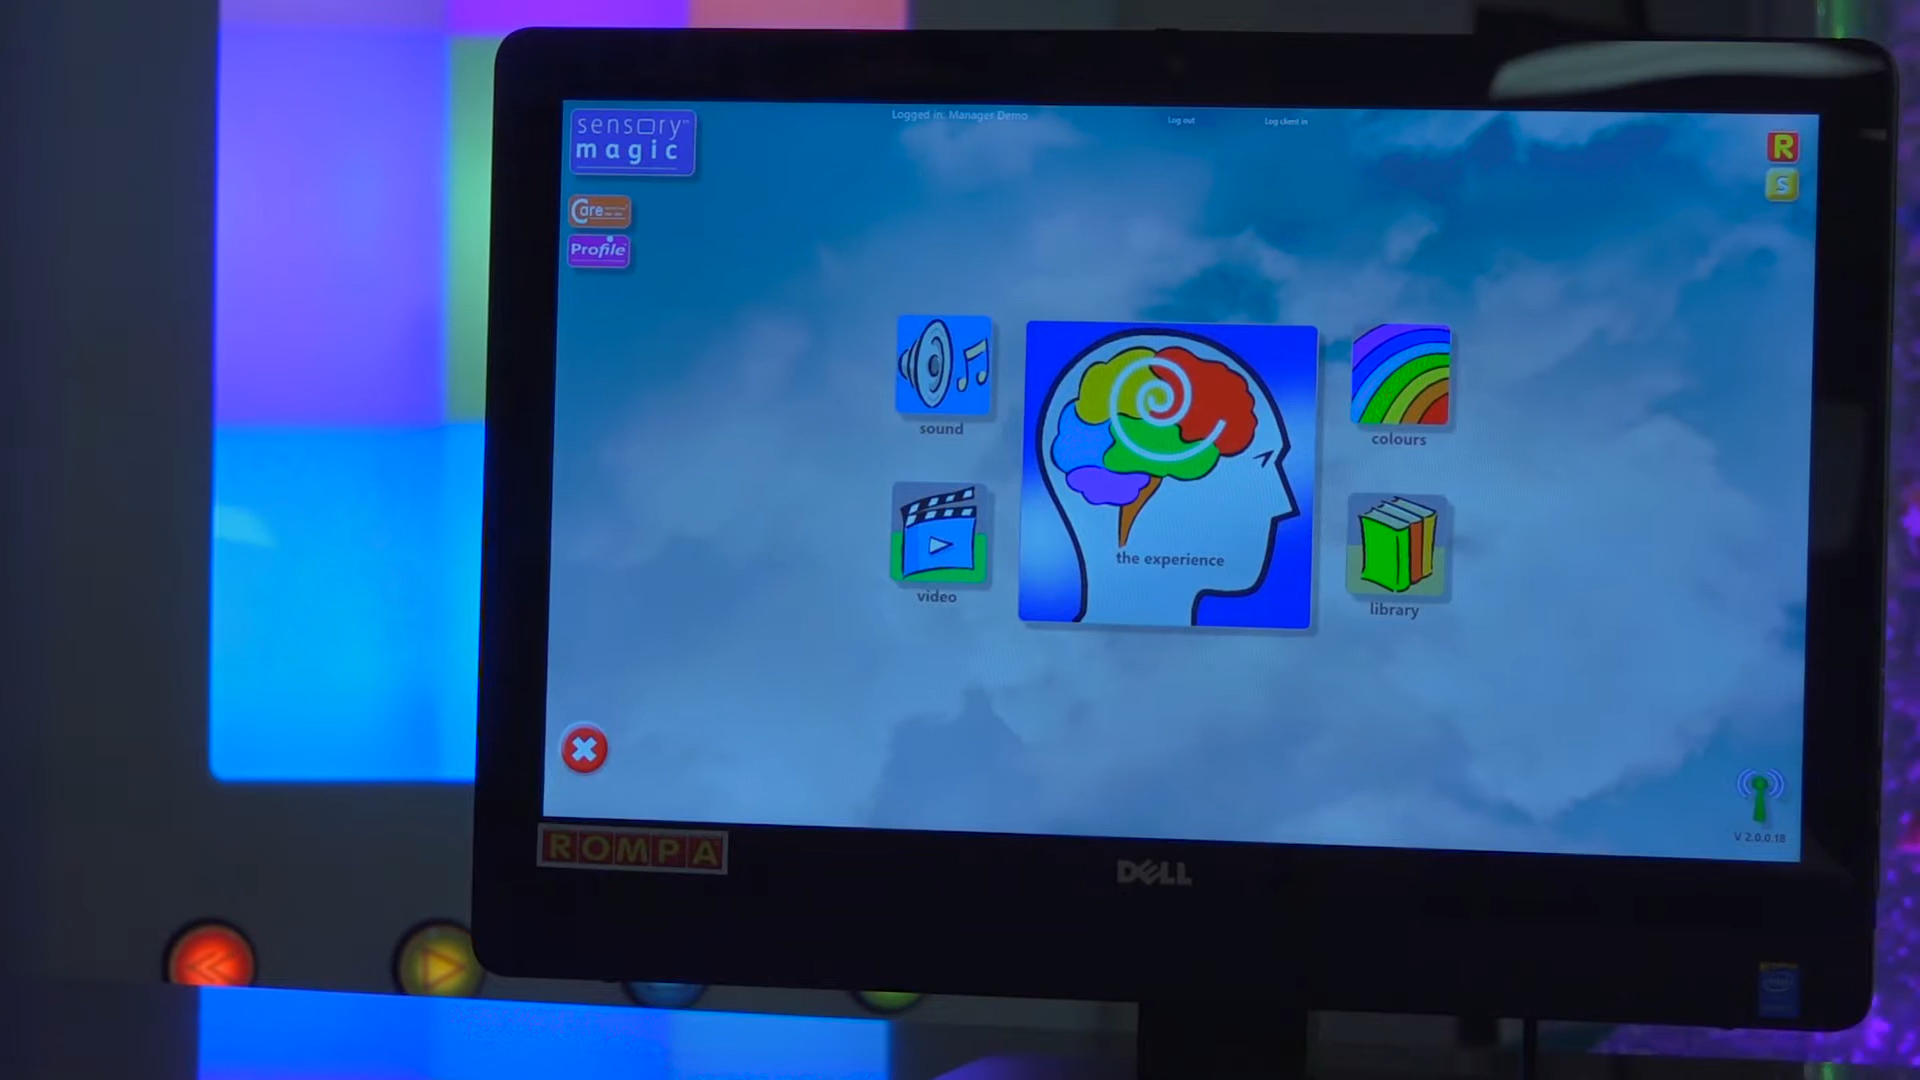 Logged in: Manager Demo
Log out
Log client in
sensory
magic
R
S
Care
Profile
sound
colours
the experience
video
library
V 2.0.0.18
ROMPA
DELL